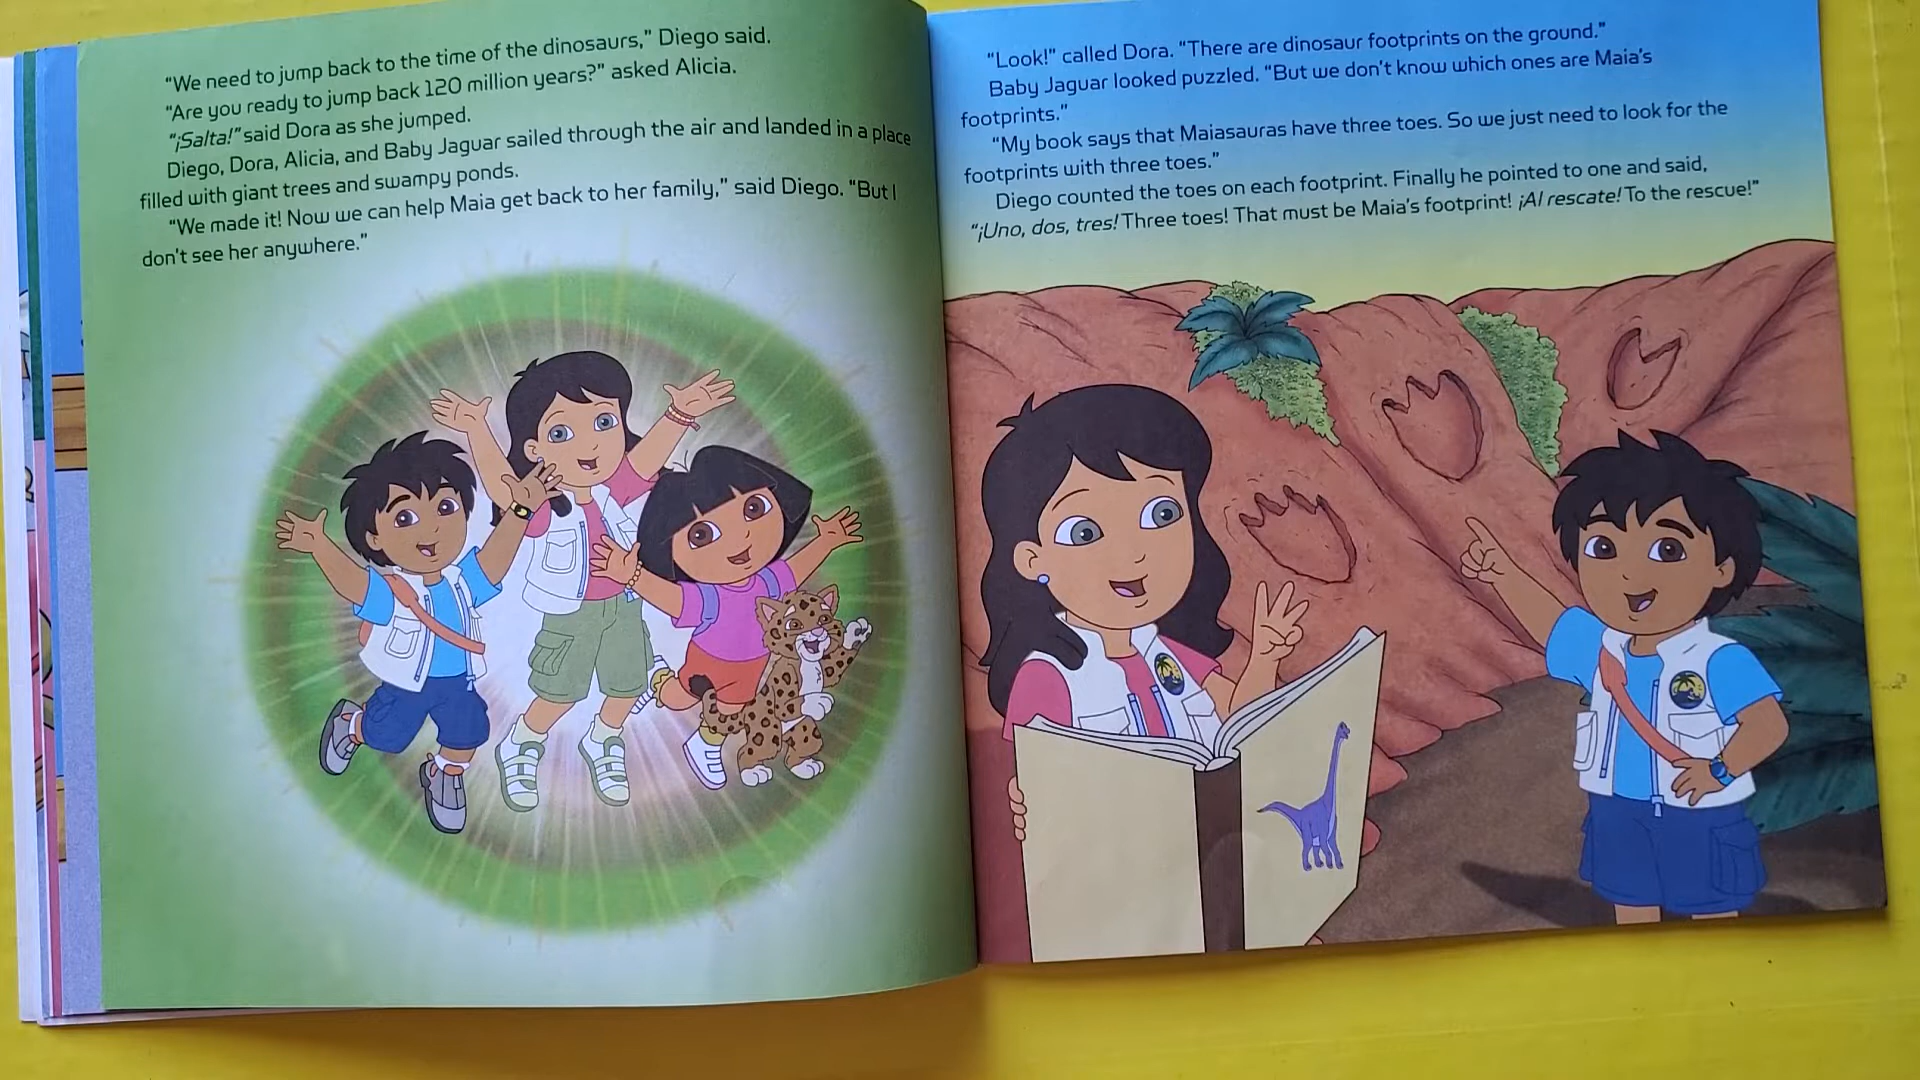 “We need to jump back to the time of the dinosaurs,” Diego said.
“Are you ready to jump back 120 million years?” asked Alicia.
“¡Salta!” said Dora as she jumped.
Diego, Dora, Alicia, and Baby Jaguar sailed through the air and landed in a place
filled with giant trees and swampy ponds.
“We made it! Now we can help Maia get back to her family,” said Diego. “But I
don’t see her anywhere.”
“Look!” called Dora. “There are dinosaur footprints on the ground.”
Baby Jaguar looked puzzled. “But we don’t know which ones are Maia’s
footprints.”
“My book says that Maiasauras have three toes. So we just need to look for the
footprints with three toes.”
Diego counted the toes on each footprint. Finally he pointed to one and said,
“¡Uno, dos, tres! Three toes! That must be Maia’s footprint! ¡Al rescate! To the rescue!”